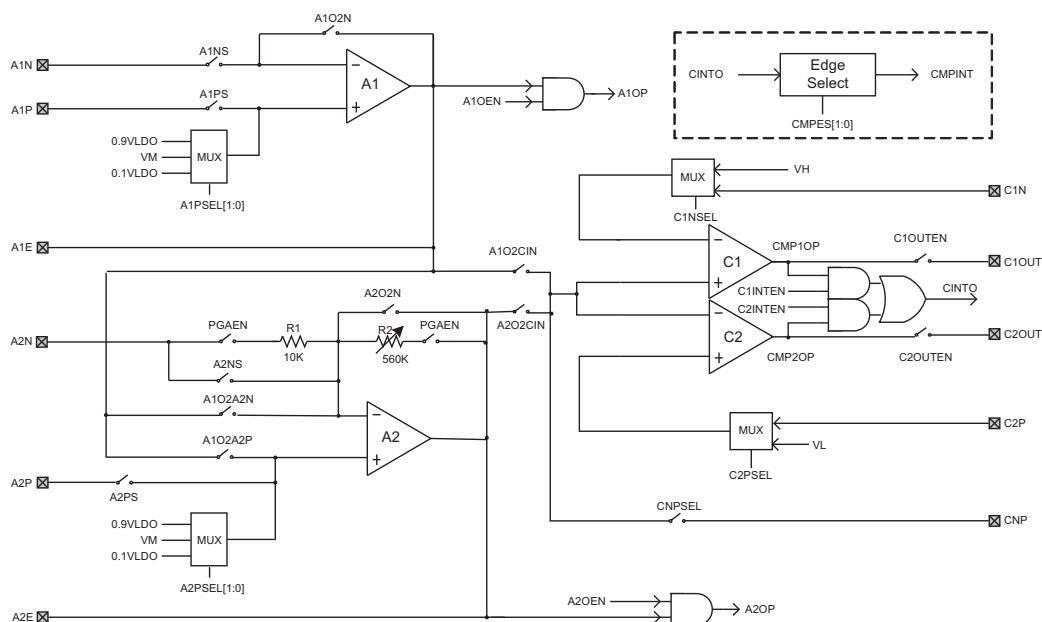 A1O2N
A1N
A1NS
A1
A1P
A1PS
A1OEN
A1OP
0.9VLDO
VM
0.1VLDO
MUX
A1PSEL[1:0]
A1E
CINTO
Edge
Select
CMPINT
CMPES[1:0]
MUX
VH
C1N
C1NSEL
A1O2CIN
C1
CMP1OP
C1OUTEN
C1OUT
C1INTEN
C2INTEN
CINTO
A2O2N
A2O2CIN
A2N
PGAEN
R1
10K
R2
560K
PGAEN
C2
CMP2OP
C2OUTEN
C2OUT
A2NS
A1O2A2N
A2
A1O2A2P
A2P
A2PS
MUX
C2P
VL
C2PSEL
0.9VLDO
VM
0.1VLDO
MUX
A2PSEL[1:0]
CNPSEL
CNP
A2OEN
A2OP
A2E